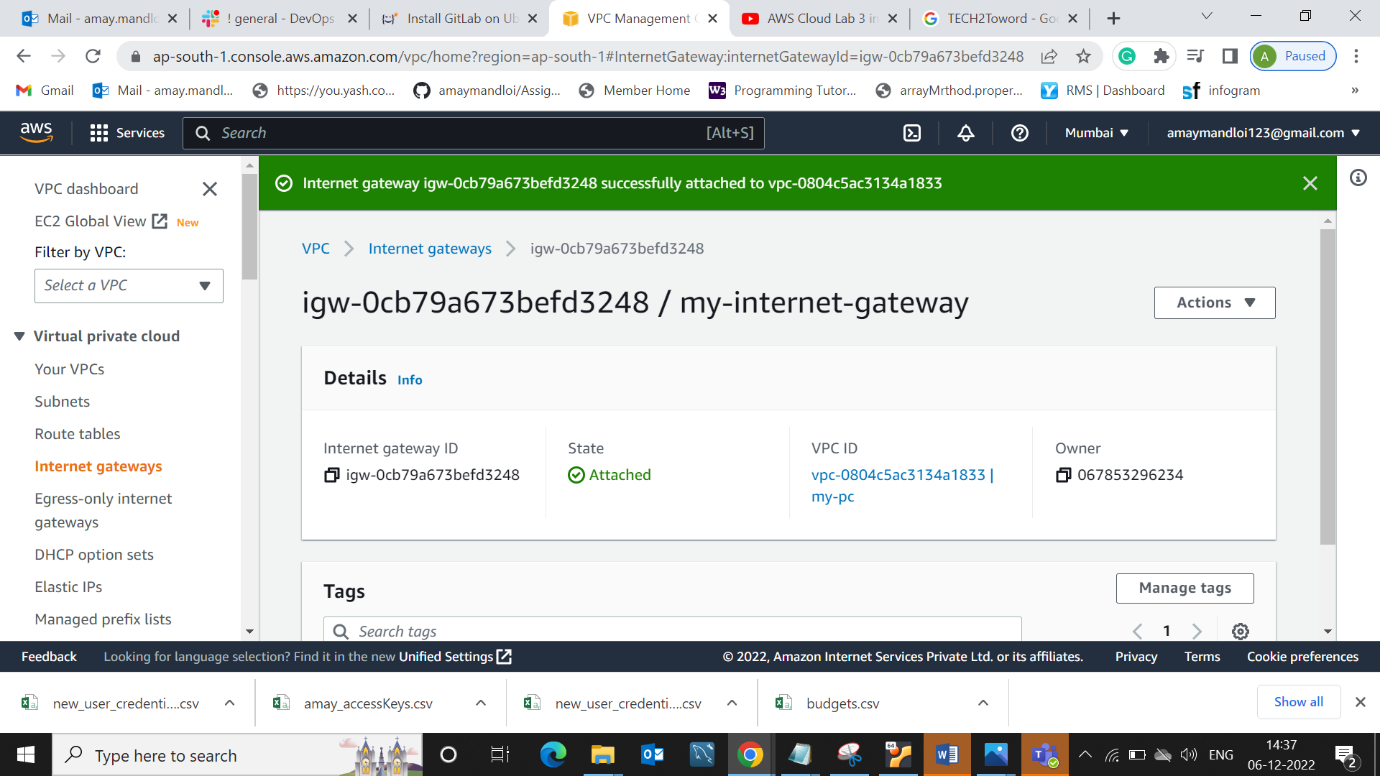 Mail - amay.mandlo
! general - DevOps
Install GitLab on Ub
VPC Management C
AWS Cloud Lab 3 in
TECH2Toword - Goo
ap-south-1.console.aws.amazon.com/vpc/home?region=ap-south-1#InternetGateway:internetGatewayId=igw-0cb79a673befd3248
A Paused
Gmail
Mail - amay.mandl...
https://you.yash.co...
amaymandloi/Assig...
Member Home
W3 Programming Tutor...
arrayMrthod.proper...
RMS | Dashboard
sf infogram
»
aws
Services
Search [Alt+S]
Mumbai
amaymandloi123@gmail.com
VPC dashboard
EC2 Global View New
Filter by VPC:
Select a VPC
Virtual private cloud
Your VPCs
Subnets
Route tables
Internet gateways
Egress-only internet
gateways
DHCP option sets
Elastic IPs
Managed prefix lists
Internet gateway igw-0cb79a673befd3248 successfully attached to vpc-0804c5ac3134a1833
VPC > Internet gateways > igw-0cb79a673befd3248
igw-0cb79a673befd3248 / my-internet-gateway
Actions
Details Info
Internet gateway ID
igw-0cb79a673befd3248
State
Attached
VPC ID
vpc-0804c5ac3134a1833 |
my-pc
Owner
067853296234
Tags
Manage tags
Search tags
1
Feedback
Looking for language selection? Find it in the new Unified Settings
© 2022, Amazon Internet Services Private Ltd. or its affiliates.
Privacy
Terms
Cookie preferences
new_user_credenti....csv
amay_accessKeys.csv
new_user_credenti....csv
budgets.csv
Show all
Type here to search
ENG
14:37
06-12-2022
2